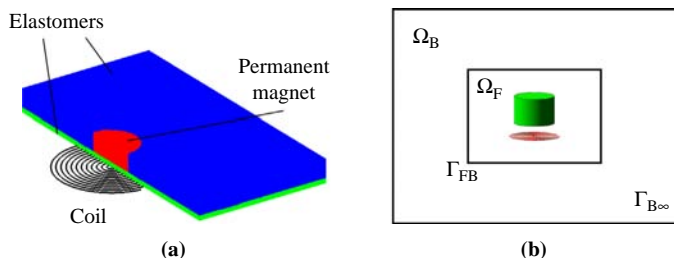 Elastomers
Permanent
magnet
Coil
(a)
Ω_B
Ω_F
Γ_FB
Γ_B∞
(b)